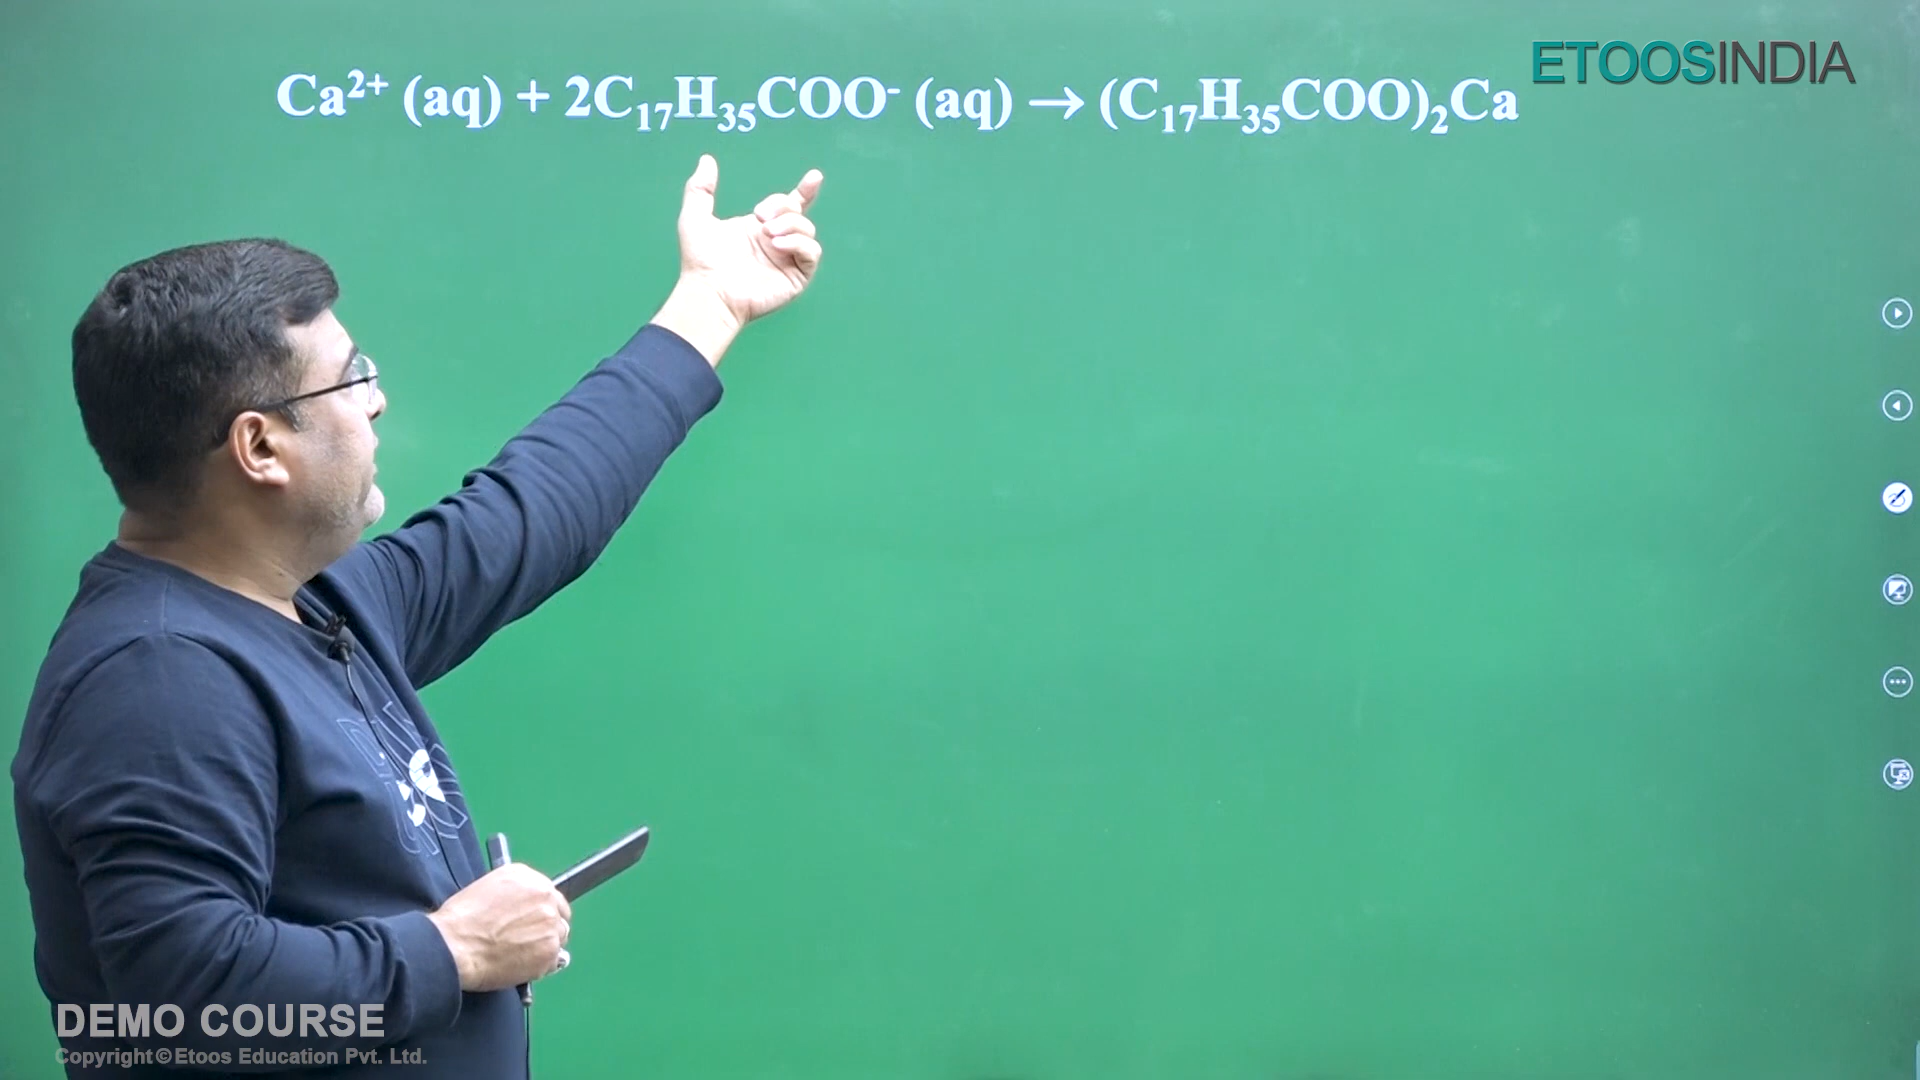 ETOOSINDIA
Ca²⁺ (aq) + 2C₁₇H₃₅COO⁻ (aq) → (C₁₇H₃₅COO)₂Ca
DEMO COURSE
Copyright © Etoos Education Pvt. Ltd.